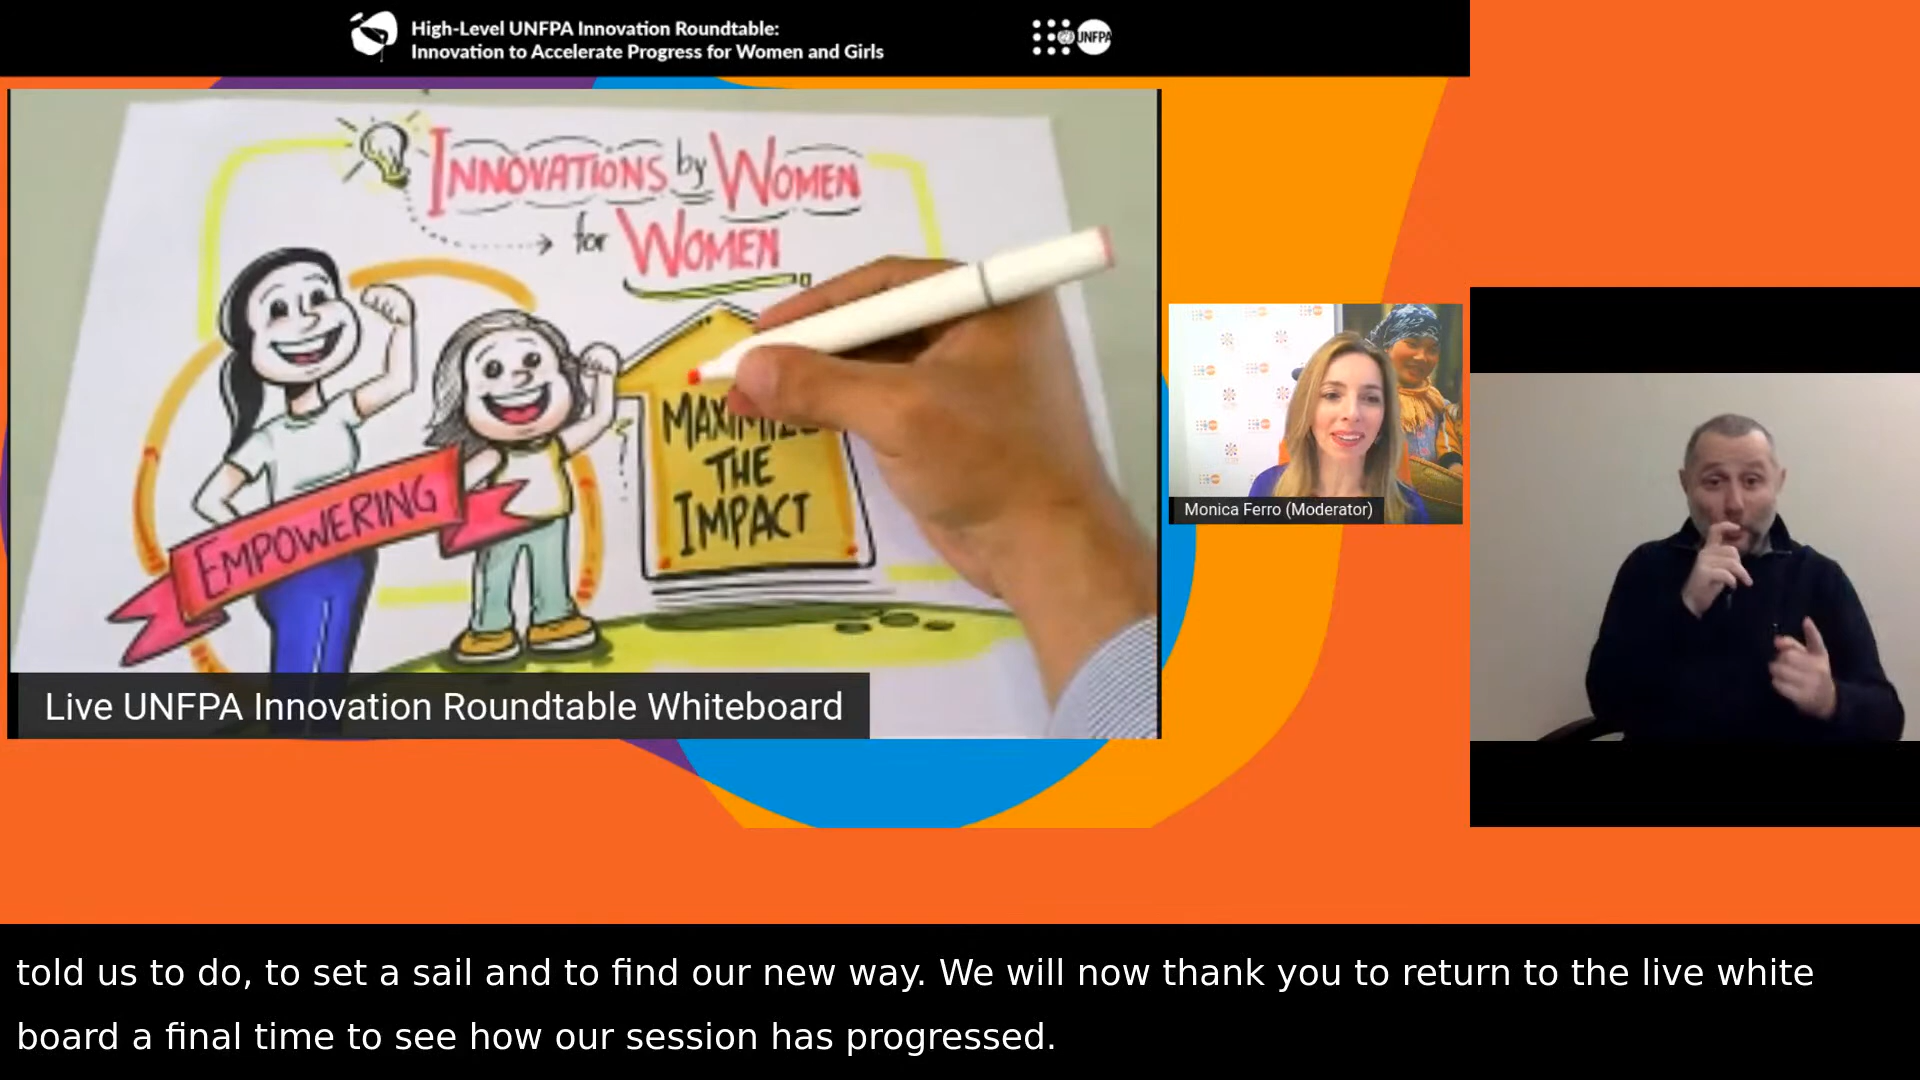 High-Level UNFPA Innovation Roundtable:
Innovation to Accelerate Progress for Women and Girls
UNFPA
INNOVATIONS by WOMEN
for WOMEN
EMPOWERING
MAXIMIZE
THE
IMPACT
Live UNFPA Innovation Roundtable Whiteboard
Monica Ferro (Moderator)
told us to do, to set a sail and to find our new way. We will now thank you to return to the live white
board a final time to see how our session has progressed.